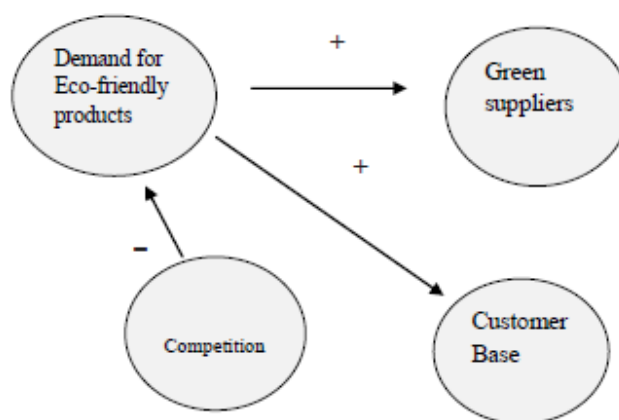 Demand for
Eco-friendly
products
+
Green
suppliers
+
–
Competition
Customer
Base